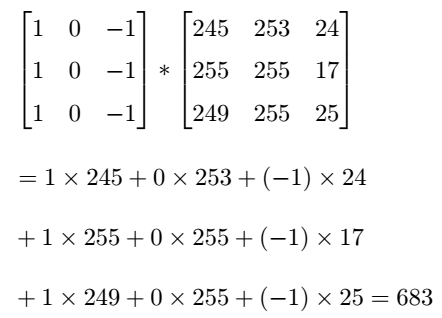 [1 0 −1] [245 253 24]
[1 0 −1] * [255 255 17]
[1 0 −1] [249 255 25]
= 1 × 245 + 0 × 253 + (−1) × 24
+ 1 × 255 + 0 × 255 + (−1) × 17
+ 1 × 249 + 0 × 255 + (−1) × 25 = 683